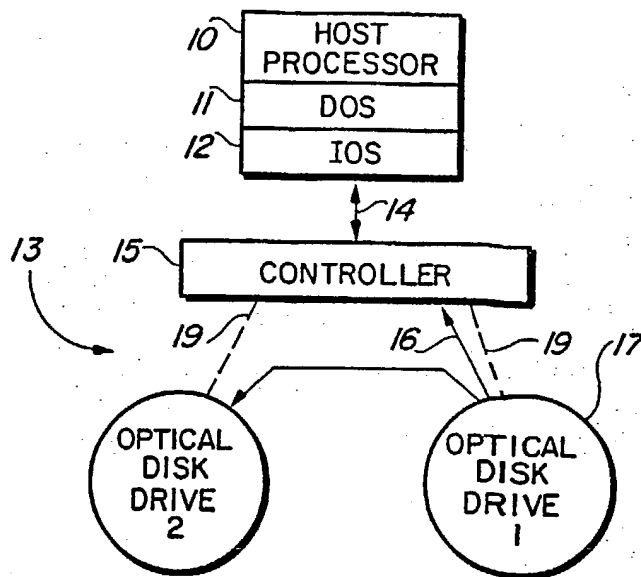 10
HOST
PROCESSOR
11
DOS
12
IOS
14
13
15
CONTROLLER
19
16
19
17
OPTICAL
DISK
DRIVE
2
OPTICAL
DISK
DRIVE
1